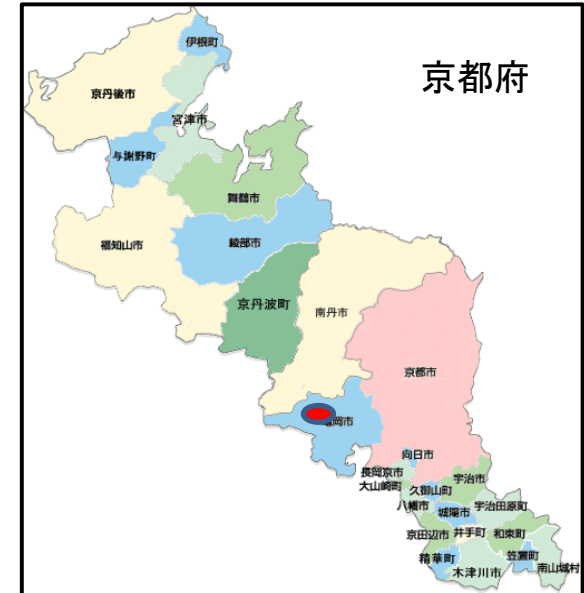 京都府
伊根町
京丹後市
宮津市
与謝野町
舞鶴市
福知山市
綾部市
京丹波町
南丹市
京都市
岡市
向日市
長岡京市
大山崎町
宇治市
久御山町
八幡市
城陽市
宇治田原町
京田辺市
井手町
和束町
精華町
笠置町
木津川市
南山城村